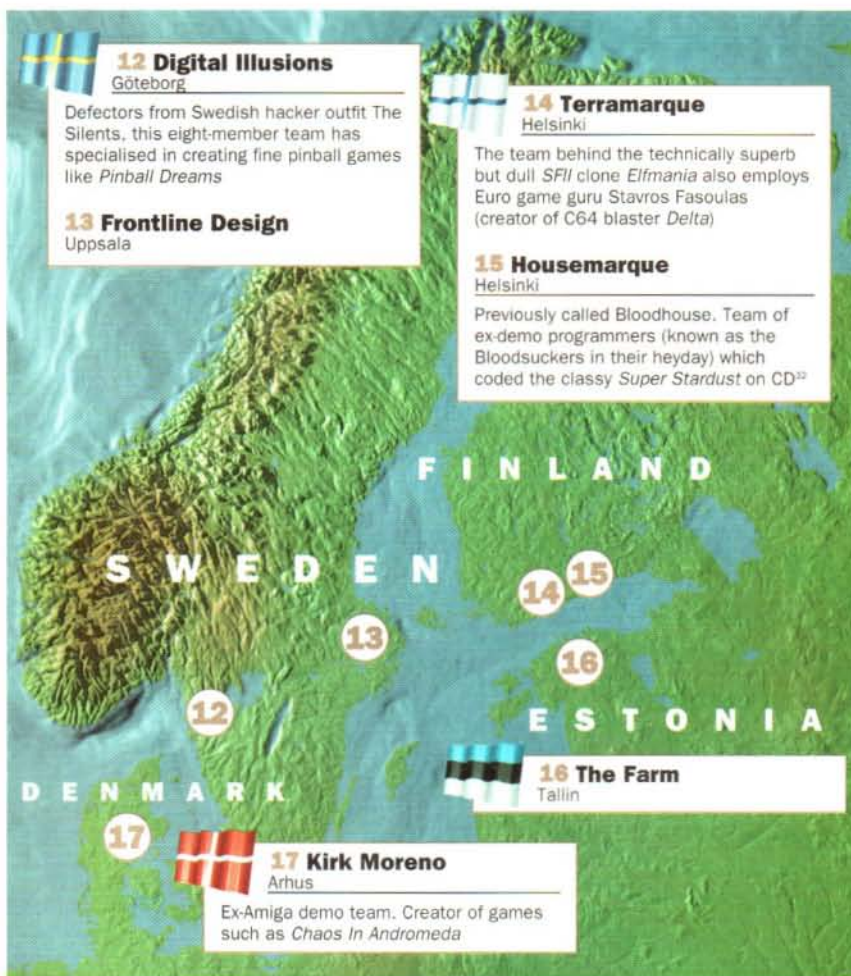 12 Digital Illusions
Göteborg
Defectors from Swedish hacker outfit The
Silents, this eight-member team has
specialised in creating fine pinball games
like Pinball Dreams
13 Frontline Design
Uppsala
14 Terramarque
Helsinki
The team behind the technically superb
but dull SFII clone Elfmania also employs
Euro game guru Stavros Fasoulas
(creator of C64 blaster Delta)
15 Housemarque
Helsinki
Previously called Bloodhouse. Team of
ex-demo programmers (known as the
Bloodsuckers in their heyday) which
coded the classy Super Stardust on CD³²
FINLAND
SWEDEN
14
15
13
16
12
ESTONIA
16 The Farm
Tallin
DENMARK
17
17 Kirk Moreno
Arhus
Ex-Amiga demo team. Creator of games
such as Chaos In Andromeda